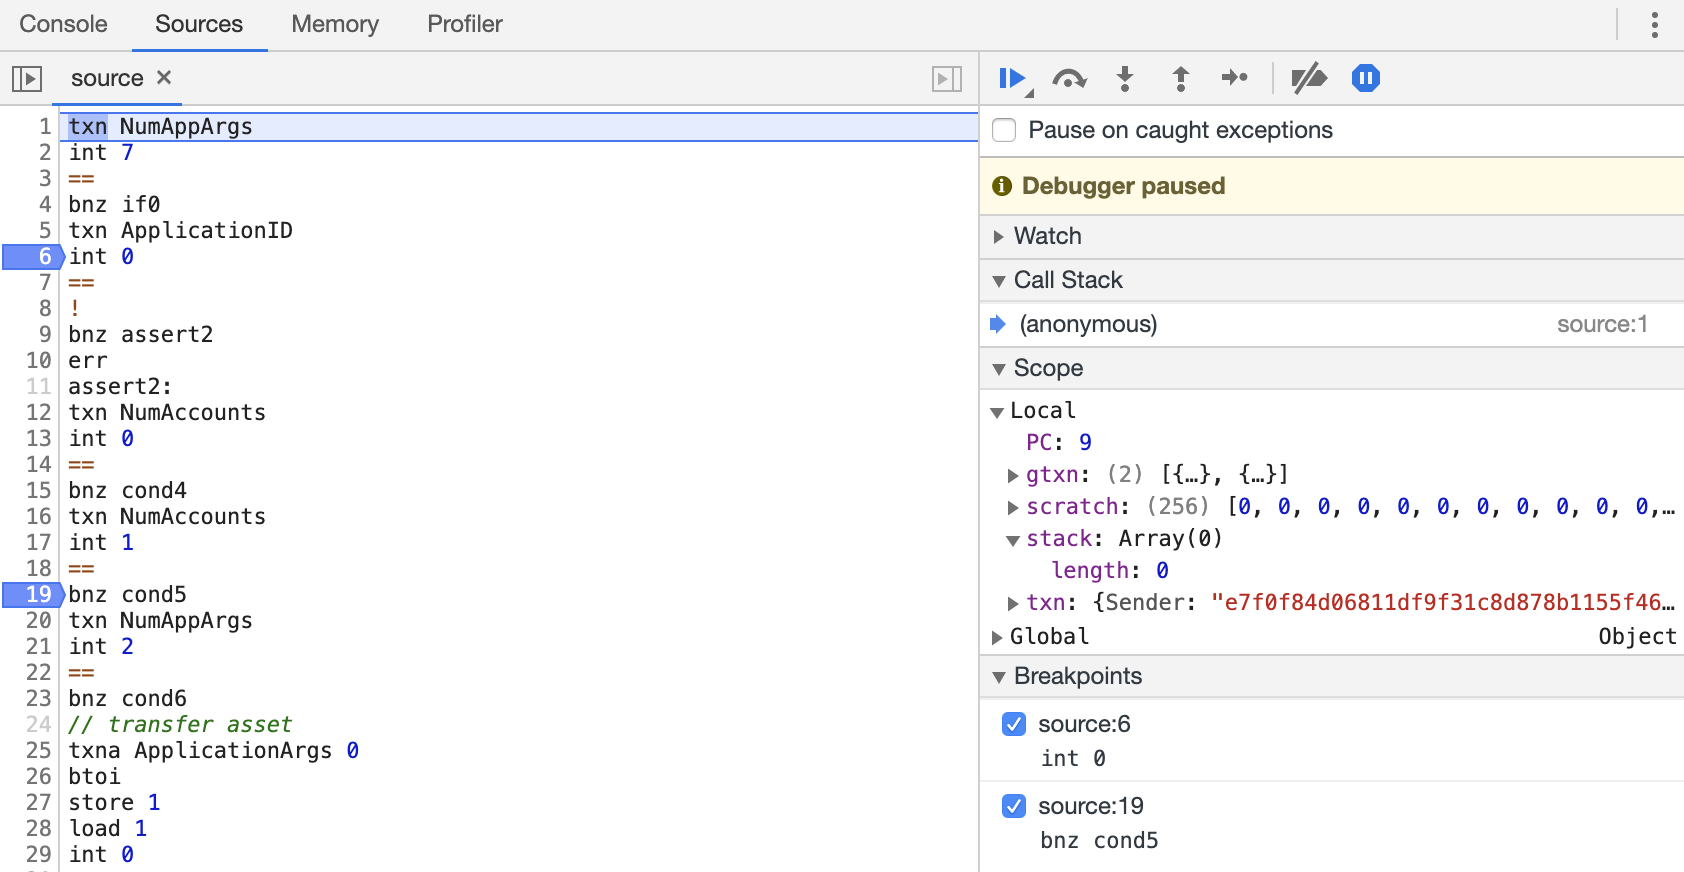 Console Sources Memory Profiler
source ×
1 txn NumAppArgs
2 int 7
3 ==
4 bnz if0
5 txn ApplicationID
6 int 0
7 ==
8 !
9 bnz assert2
10 err
11 assert2:
12 txn NumAccounts
13 int 0
14 ==
15 bnz cond4
16 txn NumAccounts
17 int 1
18 ==
19 bnz cond5
20 txn NumAppArgs
21 int 2
22 ==
23 bnz cond6
24 // transfer asset
25 txna ApplicationArgs 0
26 btoi
27 store 1
28 load 1
29 int 0
Pause on caught exceptions
Debugger paused
Watch
Call Stack
(anonymous) source:1
Scope
Local
PC: 9
gtxn: (2) [{…}, {…}]
scratch: (256) [0, 0, 0, 0, 0, 0, 0, 0, 0, 0, 0,…
stack: Array(0)
length: 0
txn: {Sender: "e7f0f84d06811df9f31c8d878b1155f46…
Global Object
Breakpoints
source:6
int 0
source:19
bnz cond5